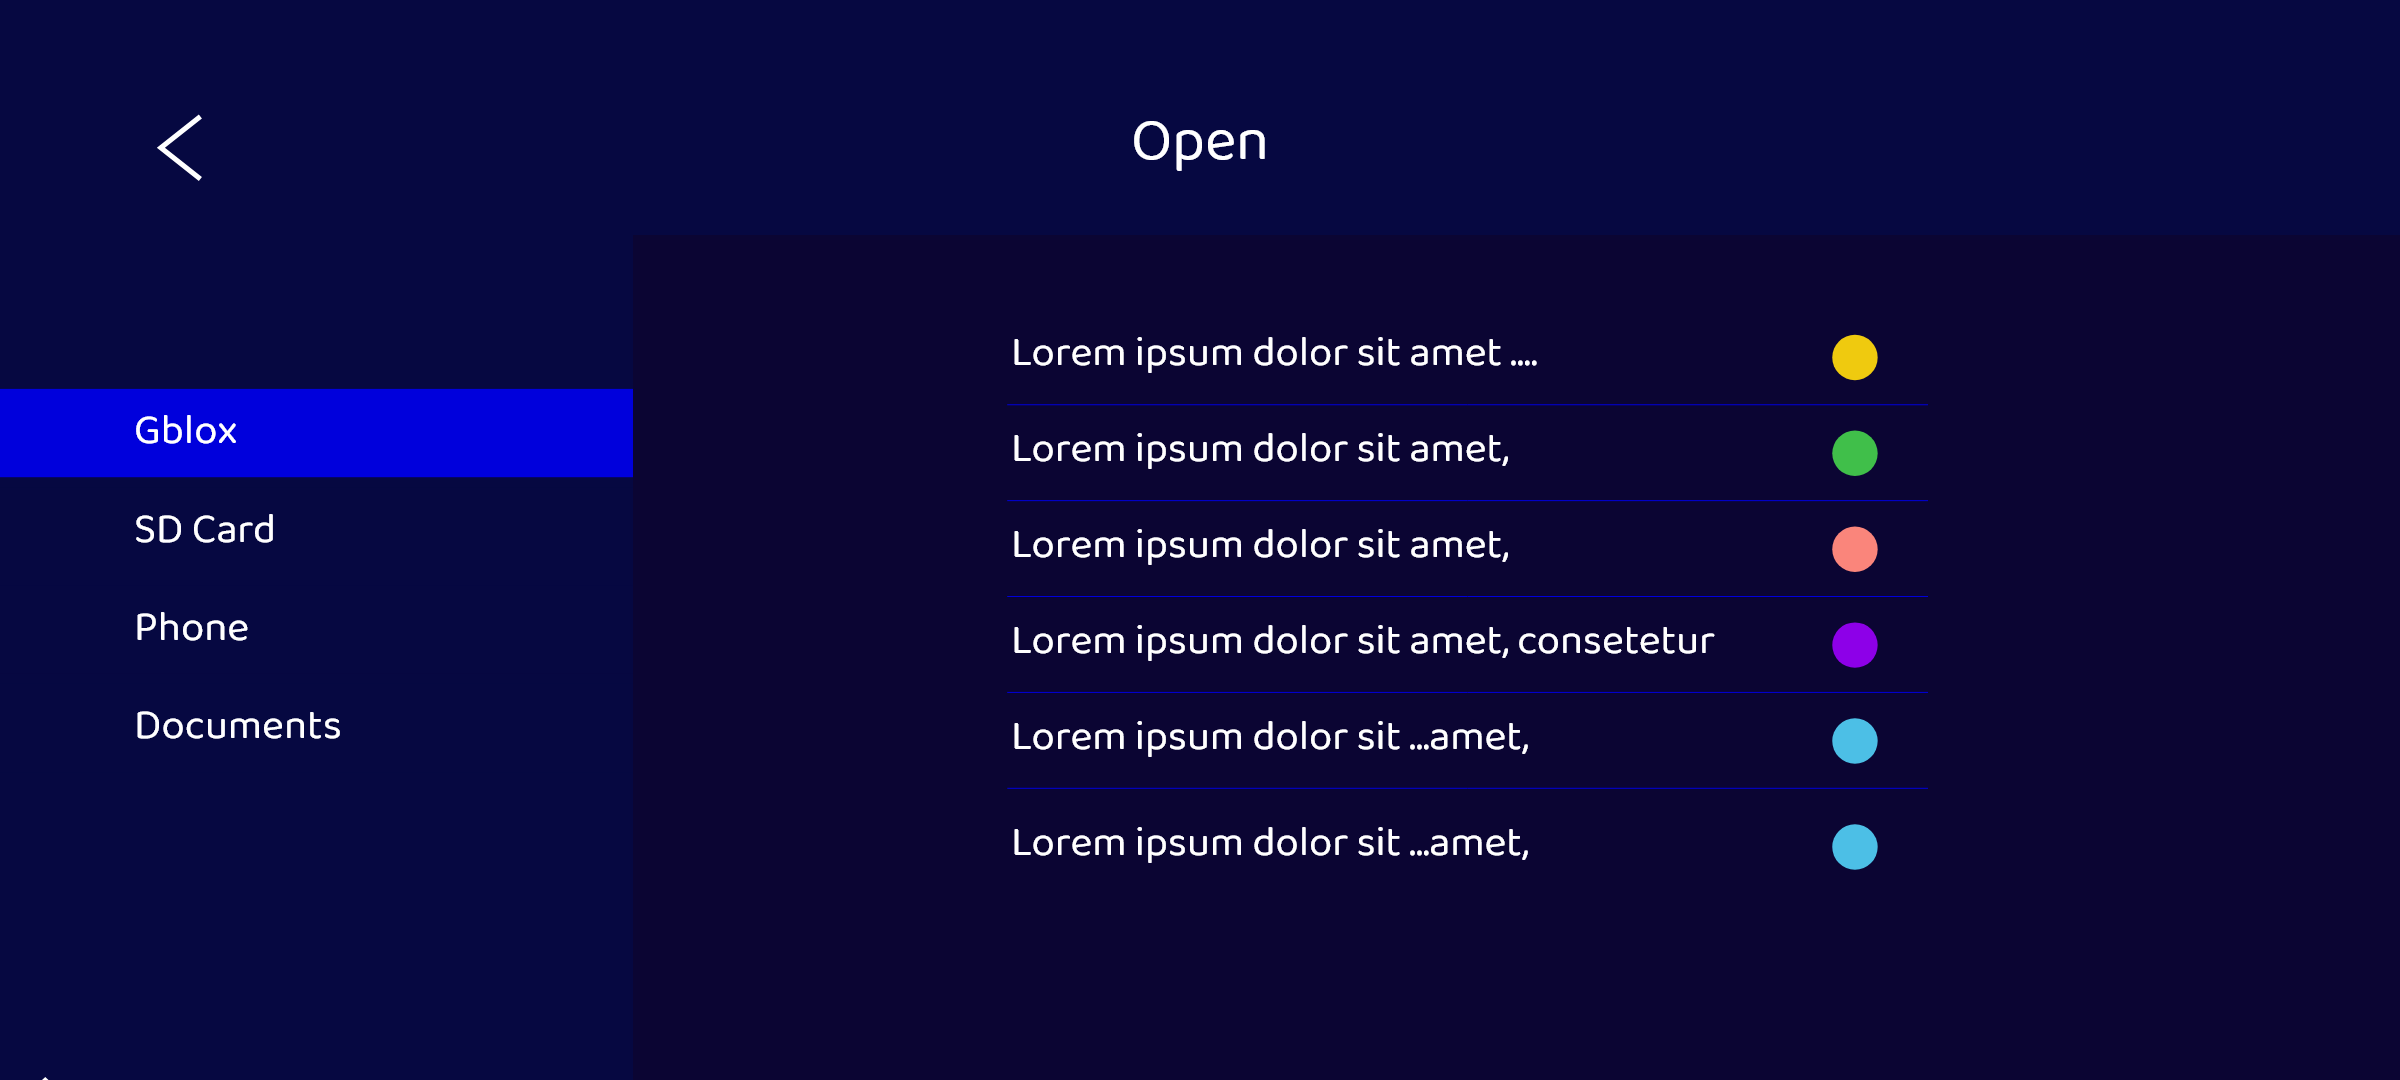 Open
Gblox
SD Card
Phone
Documents
Lorem ipsum dolor sit amet ....
Lorem ipsum dolor sit amet,
Lorem ipsum dolor sit amet,
Lorem ipsum dolor sit amet, consetetur
Lorem ipsum dolor sit ...amet,
Lorem ipsum dolor sit ...amet,